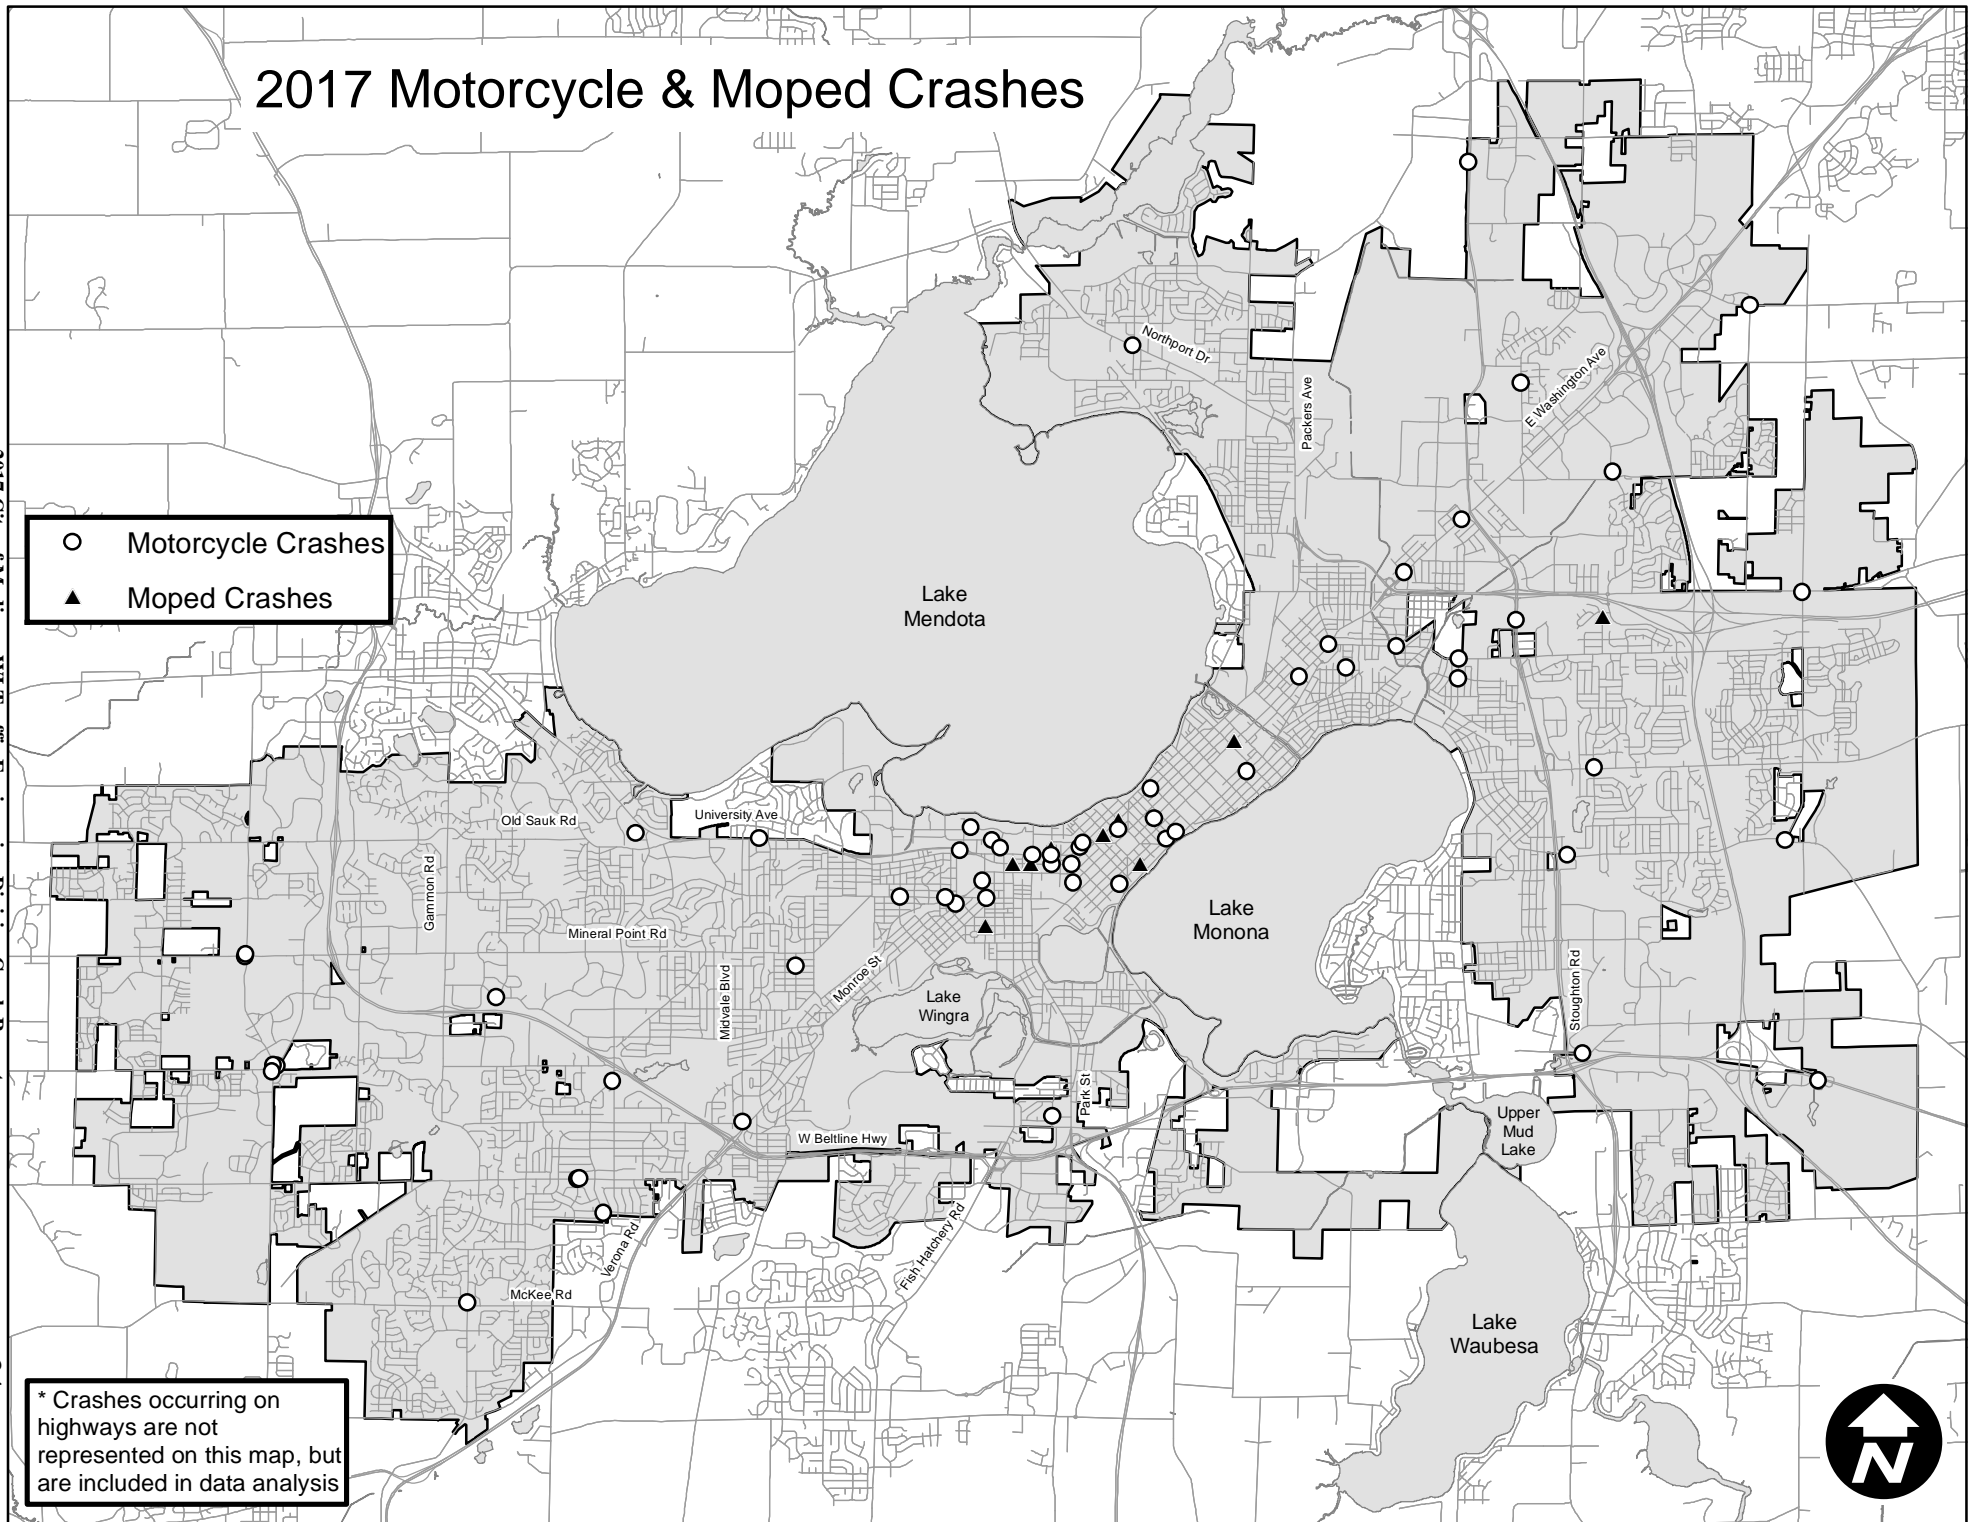 2017 Motorcycle & Moped Crashes
Northport Dr
Packers Ave
E Washington Ave
Motorcycle Crashes
Moped Crashes
Lake
Mendota
Old Sauk Rd
University Ave
Gammon Rd
Mineral Point Rd
Midvale Blvd
Monroe St
Lake
Monona
Lake
Wingra
Stoughton Rd
Park St
W Beltline Hwy
Upper
Mud
Lake
Verona Rd
Fish Hatchery Rd
McKee Rd
Lake
Waubesa
* Crashes occurring on
highways are not
represented on this map, but
are included in data analysis
N